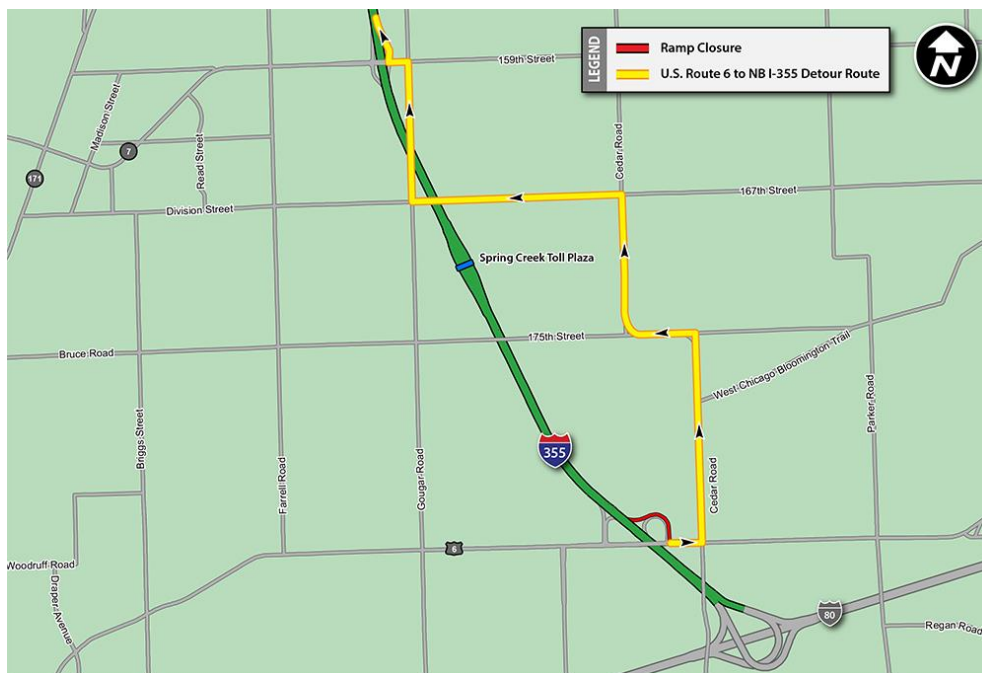 LEGEND
Ramp Closure
U.S. Route 6 to NB I-355 Detour Route
N
159th Street
Madison Street
7
Read Street
171
Cedar Road
167th Street
Division Street
Spring Creek Toll Plaza
175th Street
Bruce Road
West Chicago Bloomington Trail
Parker Road
Briggs Street
Farrell Road
Gougar Road
355
Cedar Road
6
Woodruff Road
Draper Avenue
80
Regan Road